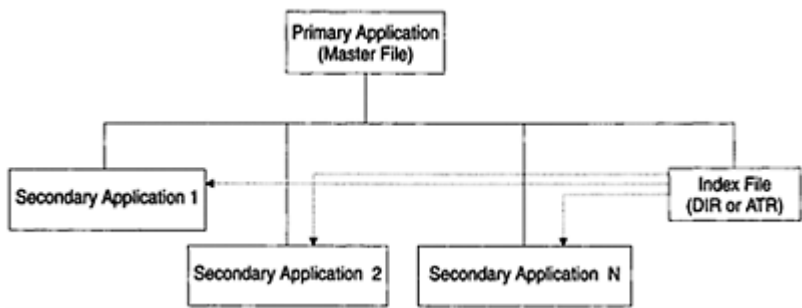 Primary Application
(Master File)
Secondary Application 1
Index File
(DIR or ATR)
Secondary Application 2
Secondary Application N